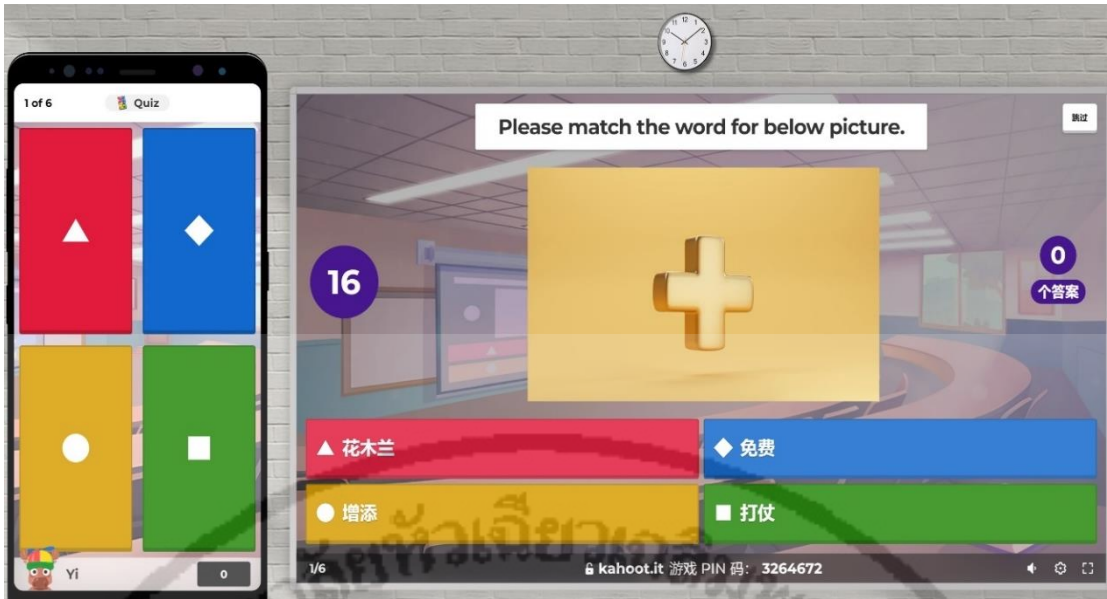 1 of 6
Quiz
Yi
0
Please match the word for below picture.
跳过
16
0
个答案
▲ 花木兰
◆ 免费
● 增添
■ 打仗
1/6
kahoot.it 游戏 PIN 码: 3264672